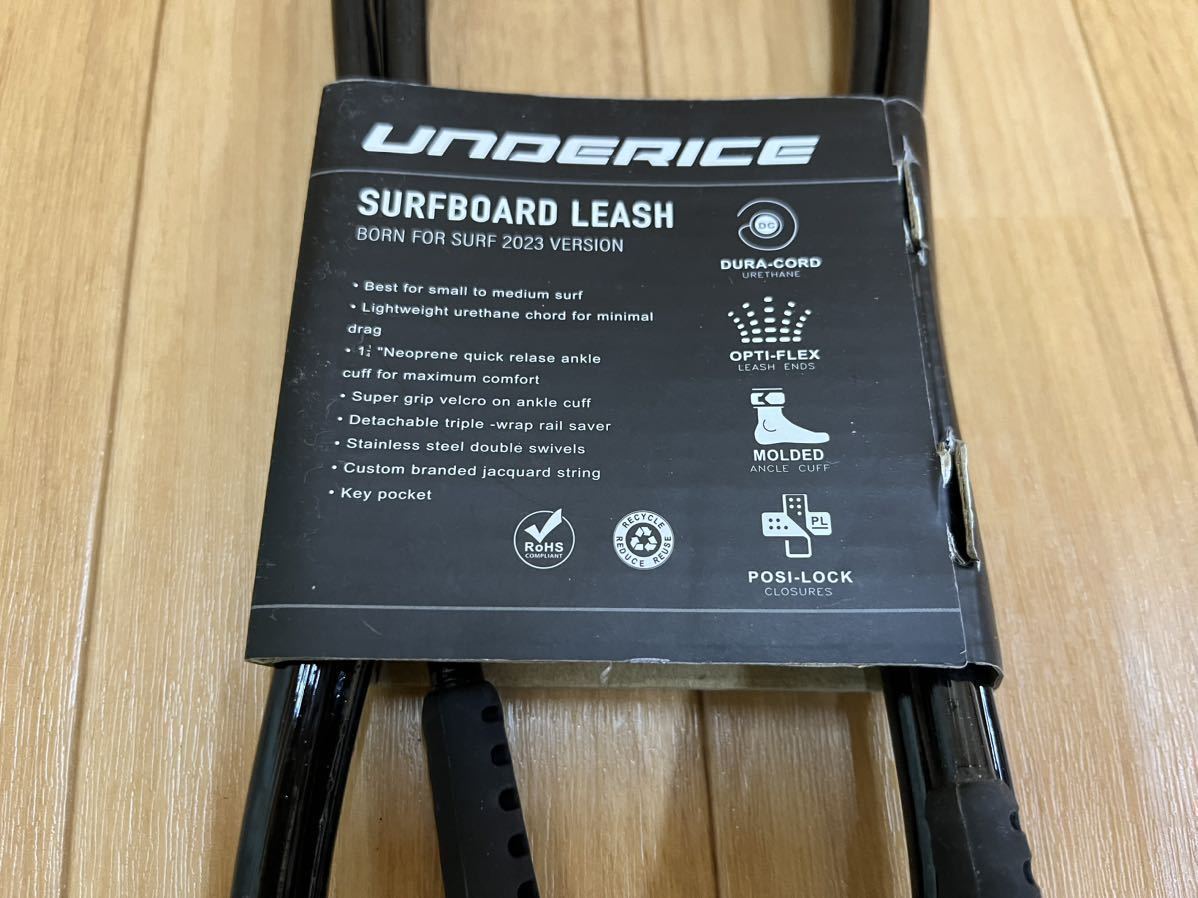 UNDERICE
SURFBOARD LEASH
BORN FOR SURF 2023 VERSION
• Best for small to medium surf
• Lightweight urethane chord for minimal
drag
"Neoprene quick relase ankle
cuff for maximum comfort
• Super grip velcro on ankle cuff
• Detachable triple -wrap rail saver
• Stainless steel double swivels
• Custom branded jacquard string
• Key pocket
RoHS
COMPLIANT
RECYCLE
REDUCE REUSE
DC
DURA-CORD
URETHANE
OPTI-FLEX
LEASH ENDS
MOLDED
ANCLE CUFF
PL
POSI-LOCK
CLOSURES